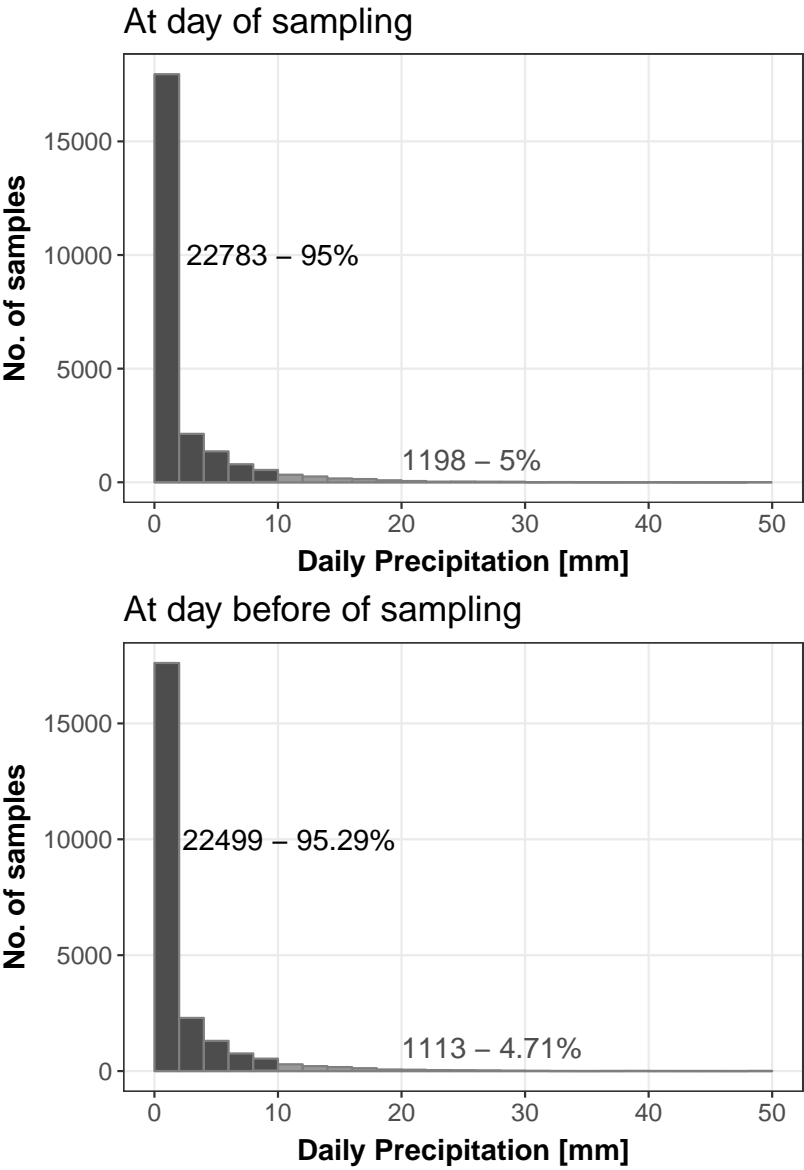 At day of sampling
No. of samples
15000
10000
5000
0
22783 – 95%
1198 – 5%
0 10 20 30 40 50
Daily Precipitation [mm]
At day before of sampling
No. of samples
15000
10000
5000
0
22499 – 95.29%
1113 – 4.71%
0 10 20 30 40 50
Daily Precipitation [mm]